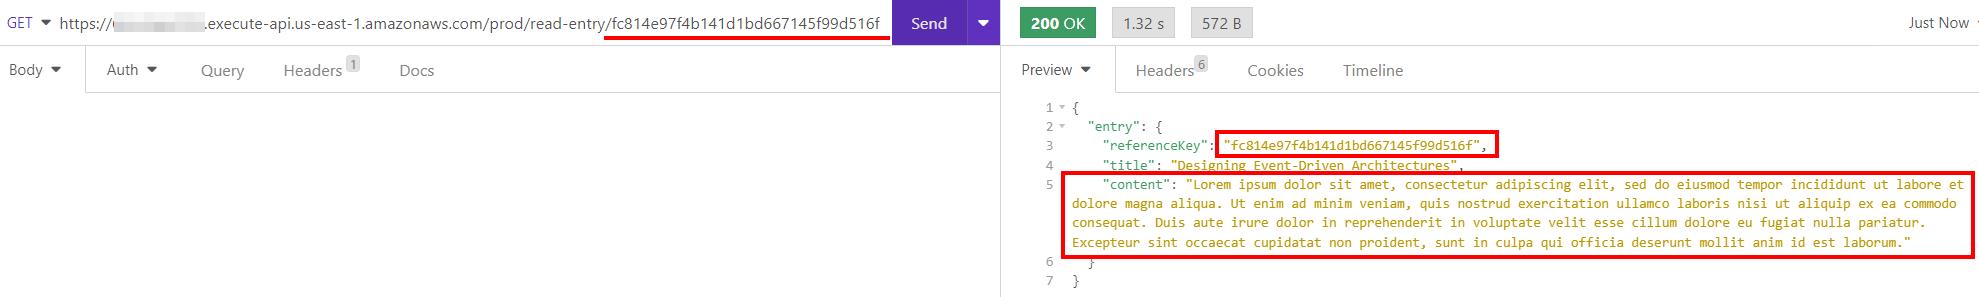 GET https://.execute-api.us-east-1.amazonaws.com/prod/read-entry/fc814e97f4b141d1bd667145f99d516f Send 200 OK 1.32 s 572 B Just Now
Body Auth Query Headers 1 Docs Preview Headers 6 Cookies Timeline
1 {
2 "entry": {
3 "referenceKey": "fc814e97f4b141d1bd667145f99d516f",
4 "title": "Designing Event-Driven Architectures",
5 "content": "Lorem ipsum dolor sit amet, consectetur adipiscing elit, sed do eiusmod tempor incididunt ut labore et
dolore magna aliqua. Ut enim ad minim veniam, quis nostrud exercitation ullamco laboris nisi ut aliquip ex ea commodo
consequat. Duis aute irure dolor in reprehenderit in voluptate velit esse cillum dolore eu fugiat nulla pariatur.
Excepteur sint occaecat cupidatat non proident, sunt in culpa qui officia deserunt mollit anim id est laborum."
6 }
7 }